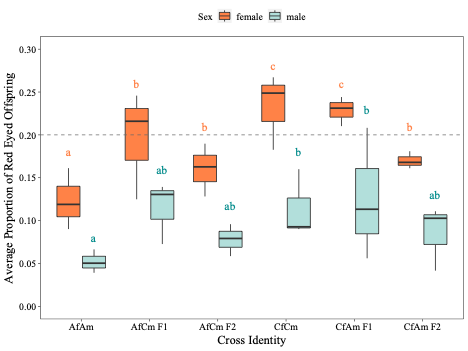 Sex female male
Average Proportion of Red Eyed Offspring
0.30
0.25
0.20
0.15
0.10
0.05
0.00
a
a
b
ab
b
ab
c
b
c
b
b
ab
AfAm AfCm F1 AfCm F2 CfCm CfAm F1 CfAm F2
Cross Identity